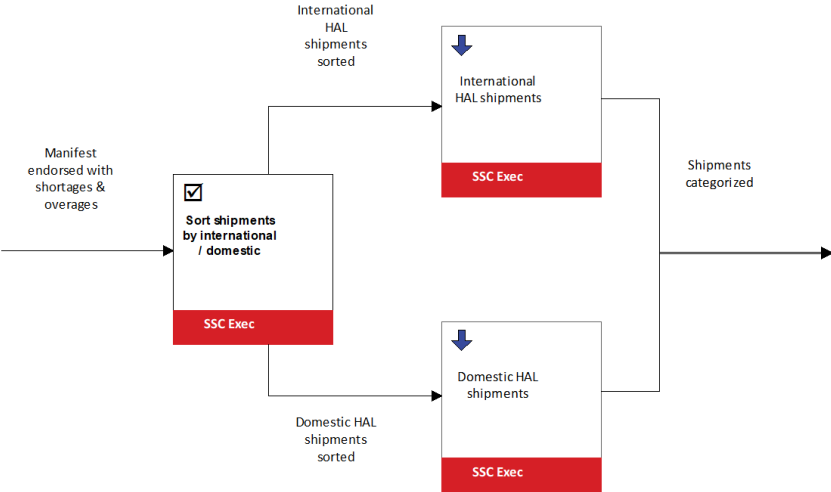 International
HAL
shipments
sorted
International
HAL shipments
SSC Exec
Manifest
endorsed with
shortages &
overages
Sort shipments
by international
/ domestic
SSC Exec
Shipments
categorized
Domestic HAL
shipments
sorted
Domestic HAL
shipments
SSC Exec